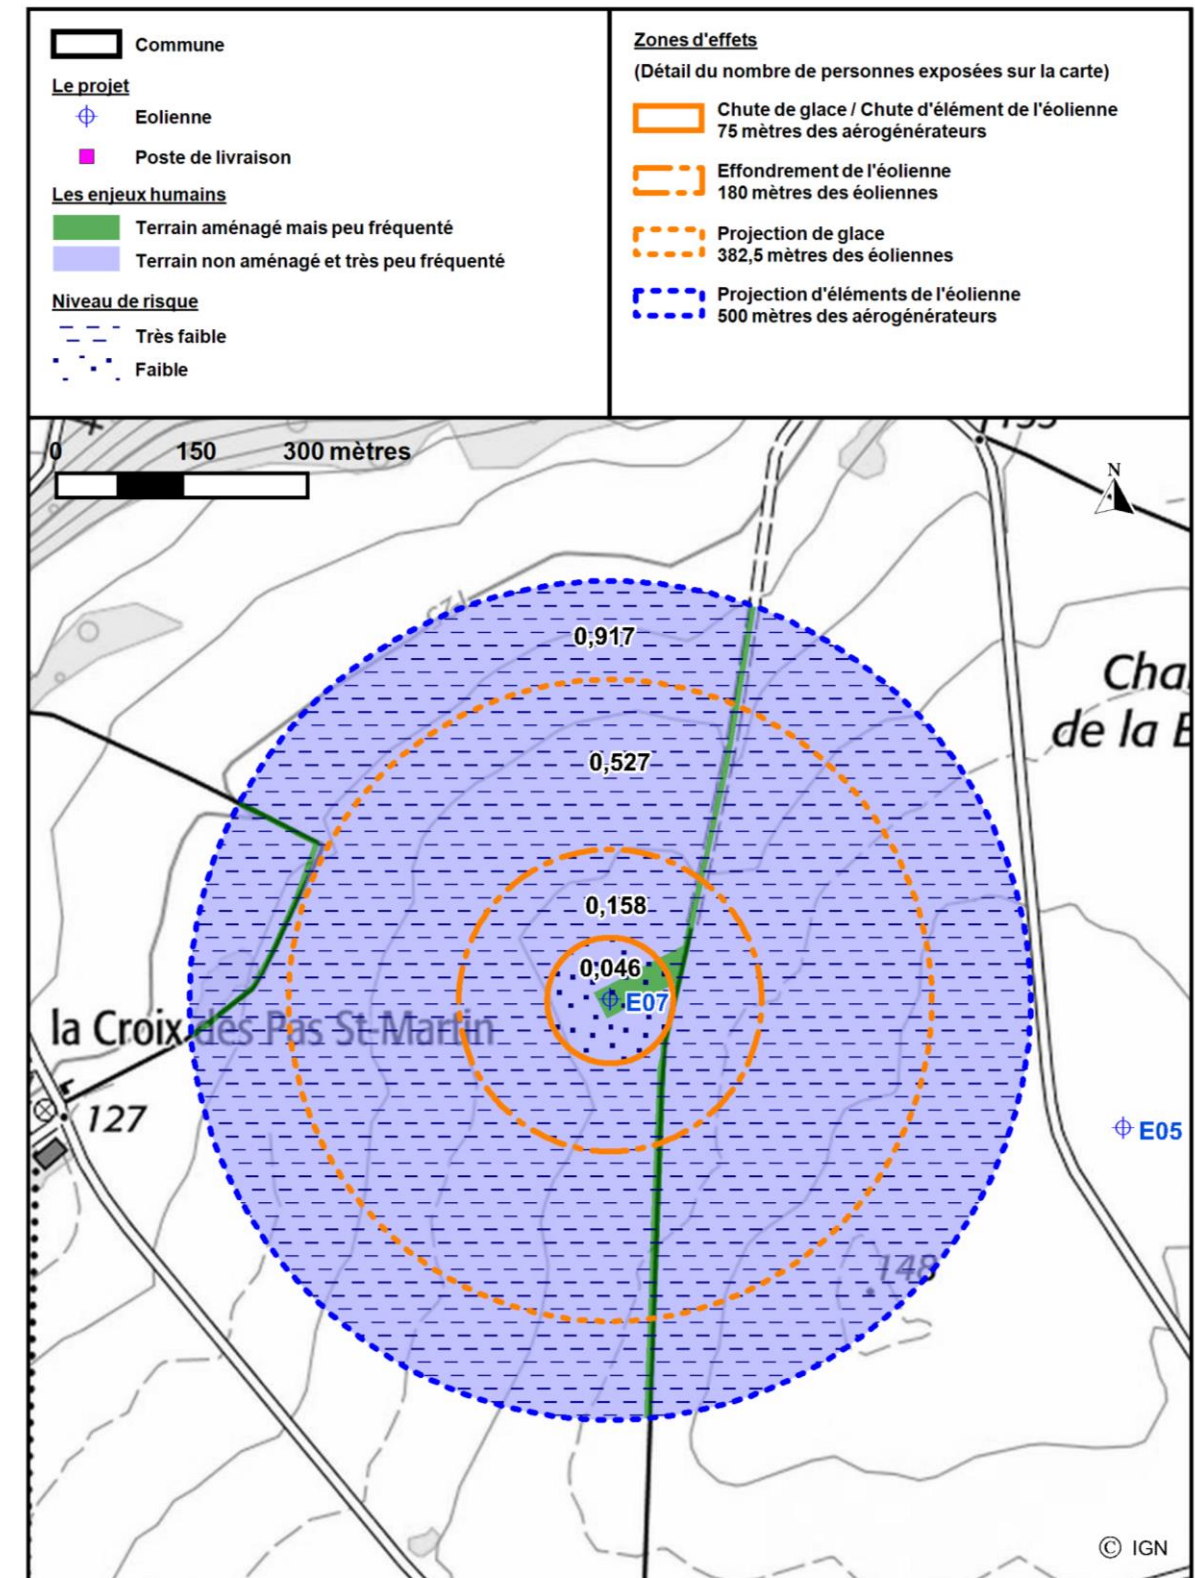 Commune
Le projet
Eolienne
Poste de livraison
Les enjeux humains
Terrain aménagé mais peu fréquenté
Terrain non aménagé et très peu fréquenté
Niveau de risque
Très faible
Faible
Zones d'effets
(Détail du nombre de personnes exposées sur la carte)
Chute de glace / Chute d'élément de l'éolienne
75 mètres des aérogénérateurs
Effondrement de l'éolienne
180 mètres des éoliennes
Projection de glace
382,5 mètres des éoliennes
Projection d'éléments de l'éolienne
500 mètres des aérogénérateurs
0 150 300 mètres
N
0,917
Cha
de la B
0,527
0,158
0,046
E07
la Croix des Pas St-Martin
127
E05
148
© IGN